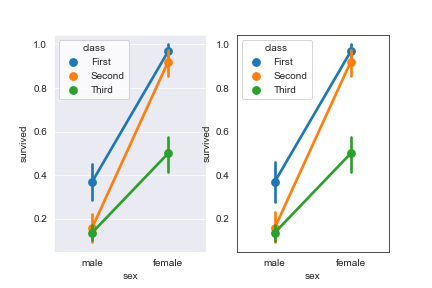 class
First
Second
Third
1.0
0.8
0.6
0.4
0.2
survived
male
female
sex
class
First
Second
Third
1.0
0.8
0.6
0.4
0.2
survived
male
female
sex